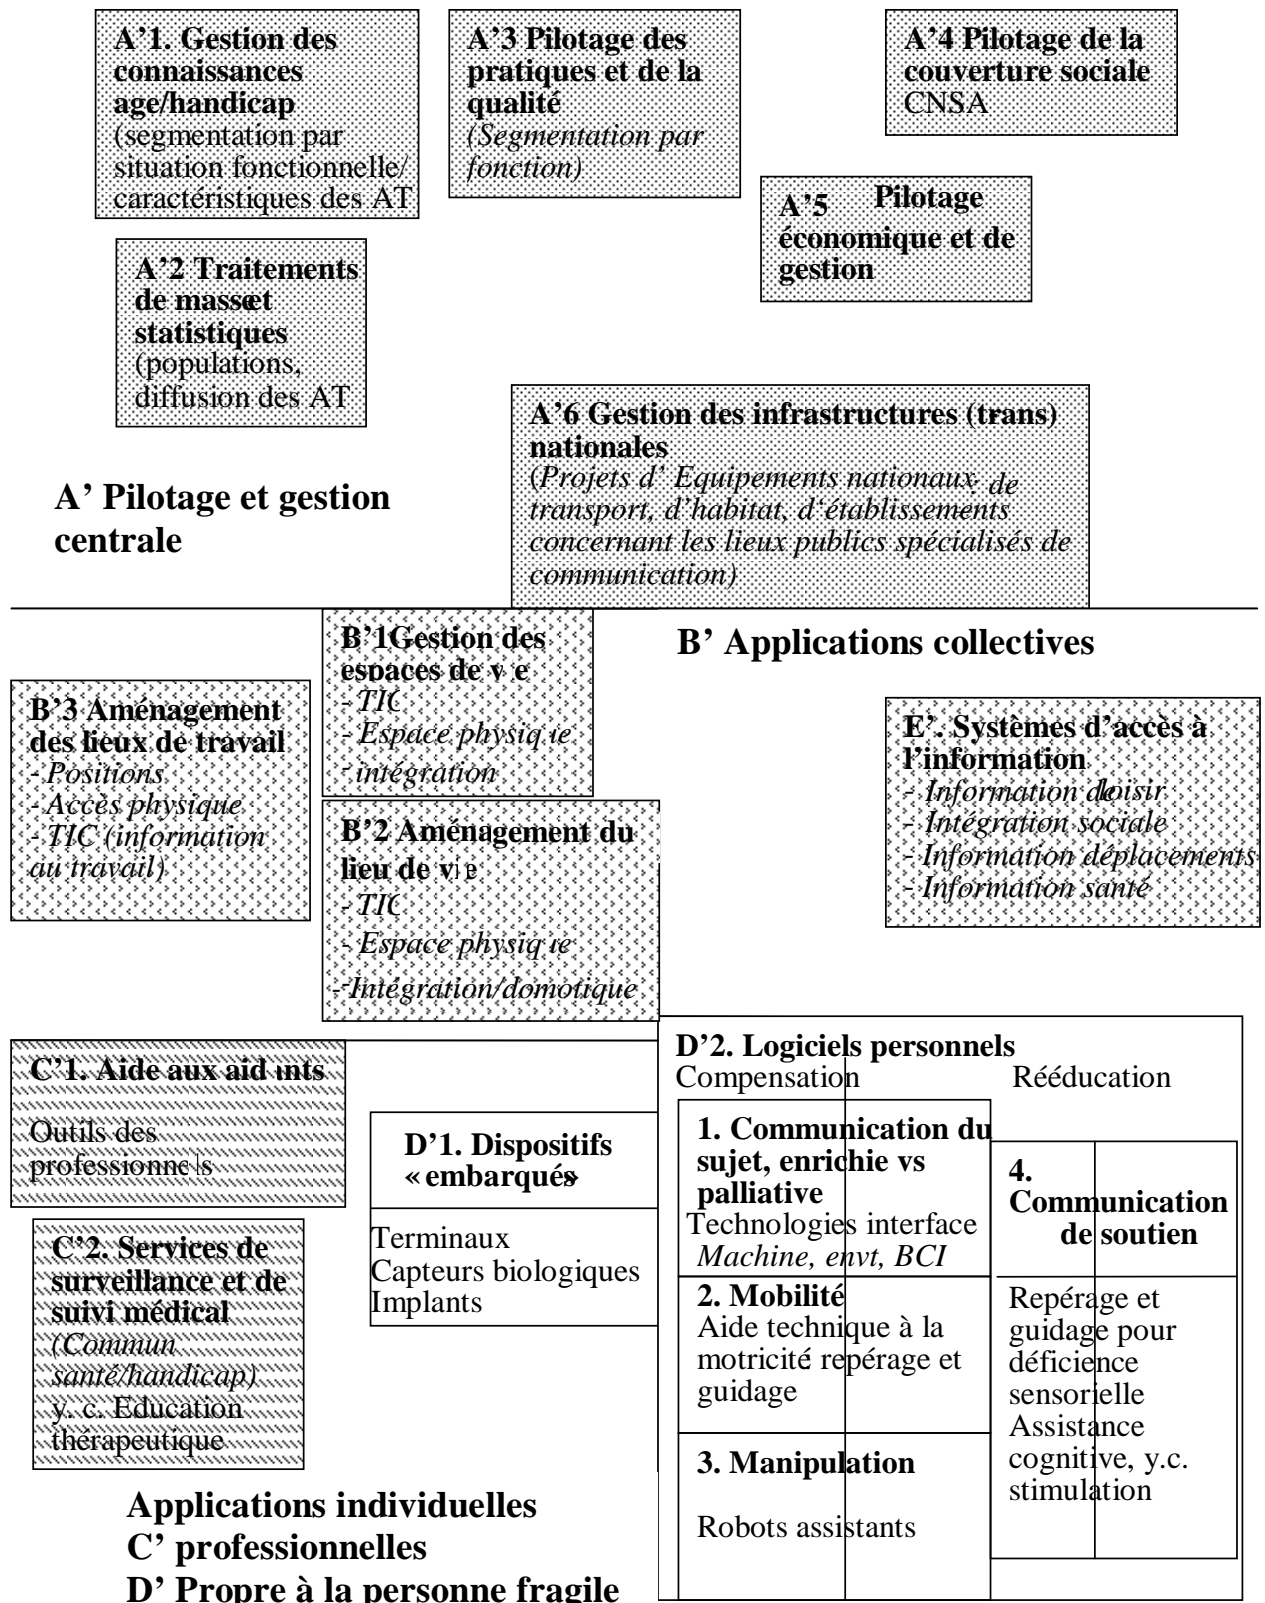 A’1. Gestion des
connaissances
age/handicap
(segmentation par
situation fonctionnelle/
caractéristiques des AT
A’3 Pilotage des
pratiques et de la
qualité
(Segmentation par
fonction)
A’4 Pilotage de la
couverture sociale
CNSA
A’5 Pilotage
économique et de
gestion
A’2 Traitements
de masse et
statistiques
(populations,
diffusion des AT
A’6 Gestion des infrastructures (trans)
nationales
(Projets d’ Equipements nationaux: de
transport, d’habitat, d‘établissements
concernant les lieux publics spécialisés de
communication)
A’ Pilotage et gestion
centrale
B’ Applications collectives
B’1Gestion des
espaces de v e
- TIC
- Espace physique
- intégration
B’3 Aménagement
des lieux de travail
- Positions
- Accès physique
- TIC (information
au travail)
E’. Systèmes d’accès à
l’information
- Information de loisir
- Intégration sociale
- Information déplacements
- Information santé
B’2 Aménagement du
lieu de vie
- TIC
- Espace physique
- Intégration/domotique
C’1. Aide aux aidants
Outils des
professionnels
C’2. Services de
surveillance et de
suivi médical
(Commun
santé/handicap)
y. c. Education
thérapeutique
D’1. Dispositifs
« embarqués»
Terminaux
Capteurs biologiques
Implants
D’2. Logiciels personnels
Compensation Rééducation
1. Communication du
sujet, enrichie vs
palliative
Technologies interface
Machine, envt, BCI
2. Mobilité
Aide technique à la
motricité repérage et
guidage
3. Manipulation
Robots assistants
4.
Communication
de soutien
Repérage et
guidage pour
déficience
sensorielle
Assistance
cognitive, y.c.
stimulation
Applications individuelles
C’ professionnelles
D’ Propre à la personne fragile